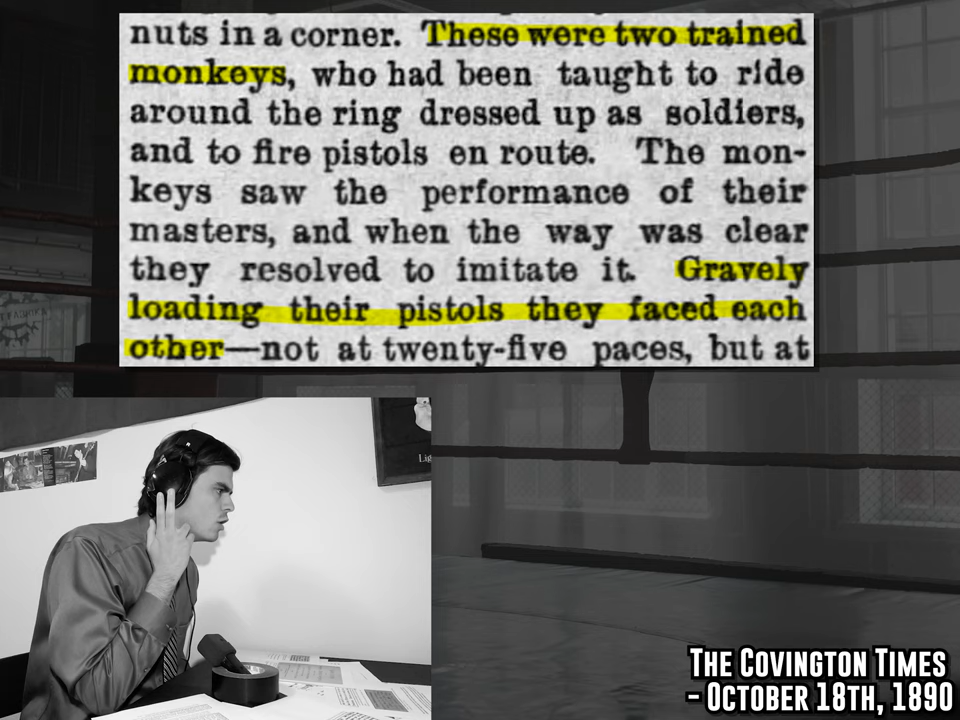 nuts in a corner. These were two trained
monkeys, who had been taught to ride
around the ring dressed up as soldiers,
and to fire pistols en route. The mon-
keys saw the performance of their
masters, and when the way was clear
they resolved to imitate it. Gravely
loading their pistols they faced each
other—not at twenty-five paces, but at
Lig
The Covington Times
- October 18th, 1890